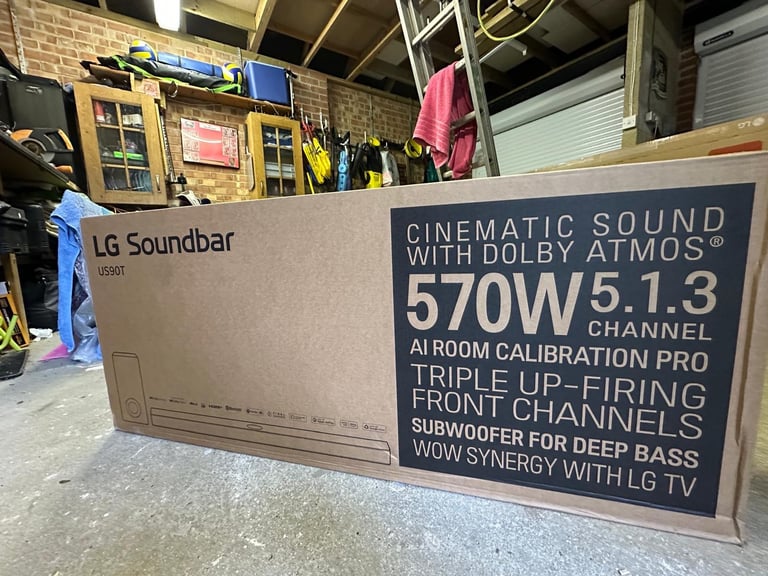 LG Soundbar
US90T
CINEMATIC SOUND
WITH DOLBY ATMOS®
570W
5.1.3
CHANNEL
AI ROOM CALIBRATION PRO
TRIPLE UP-FIRING
FRONT CHANNELS
SUBWOOFER FOR DEEP BASS
WOW SYNERGY WITH LG TV
LG